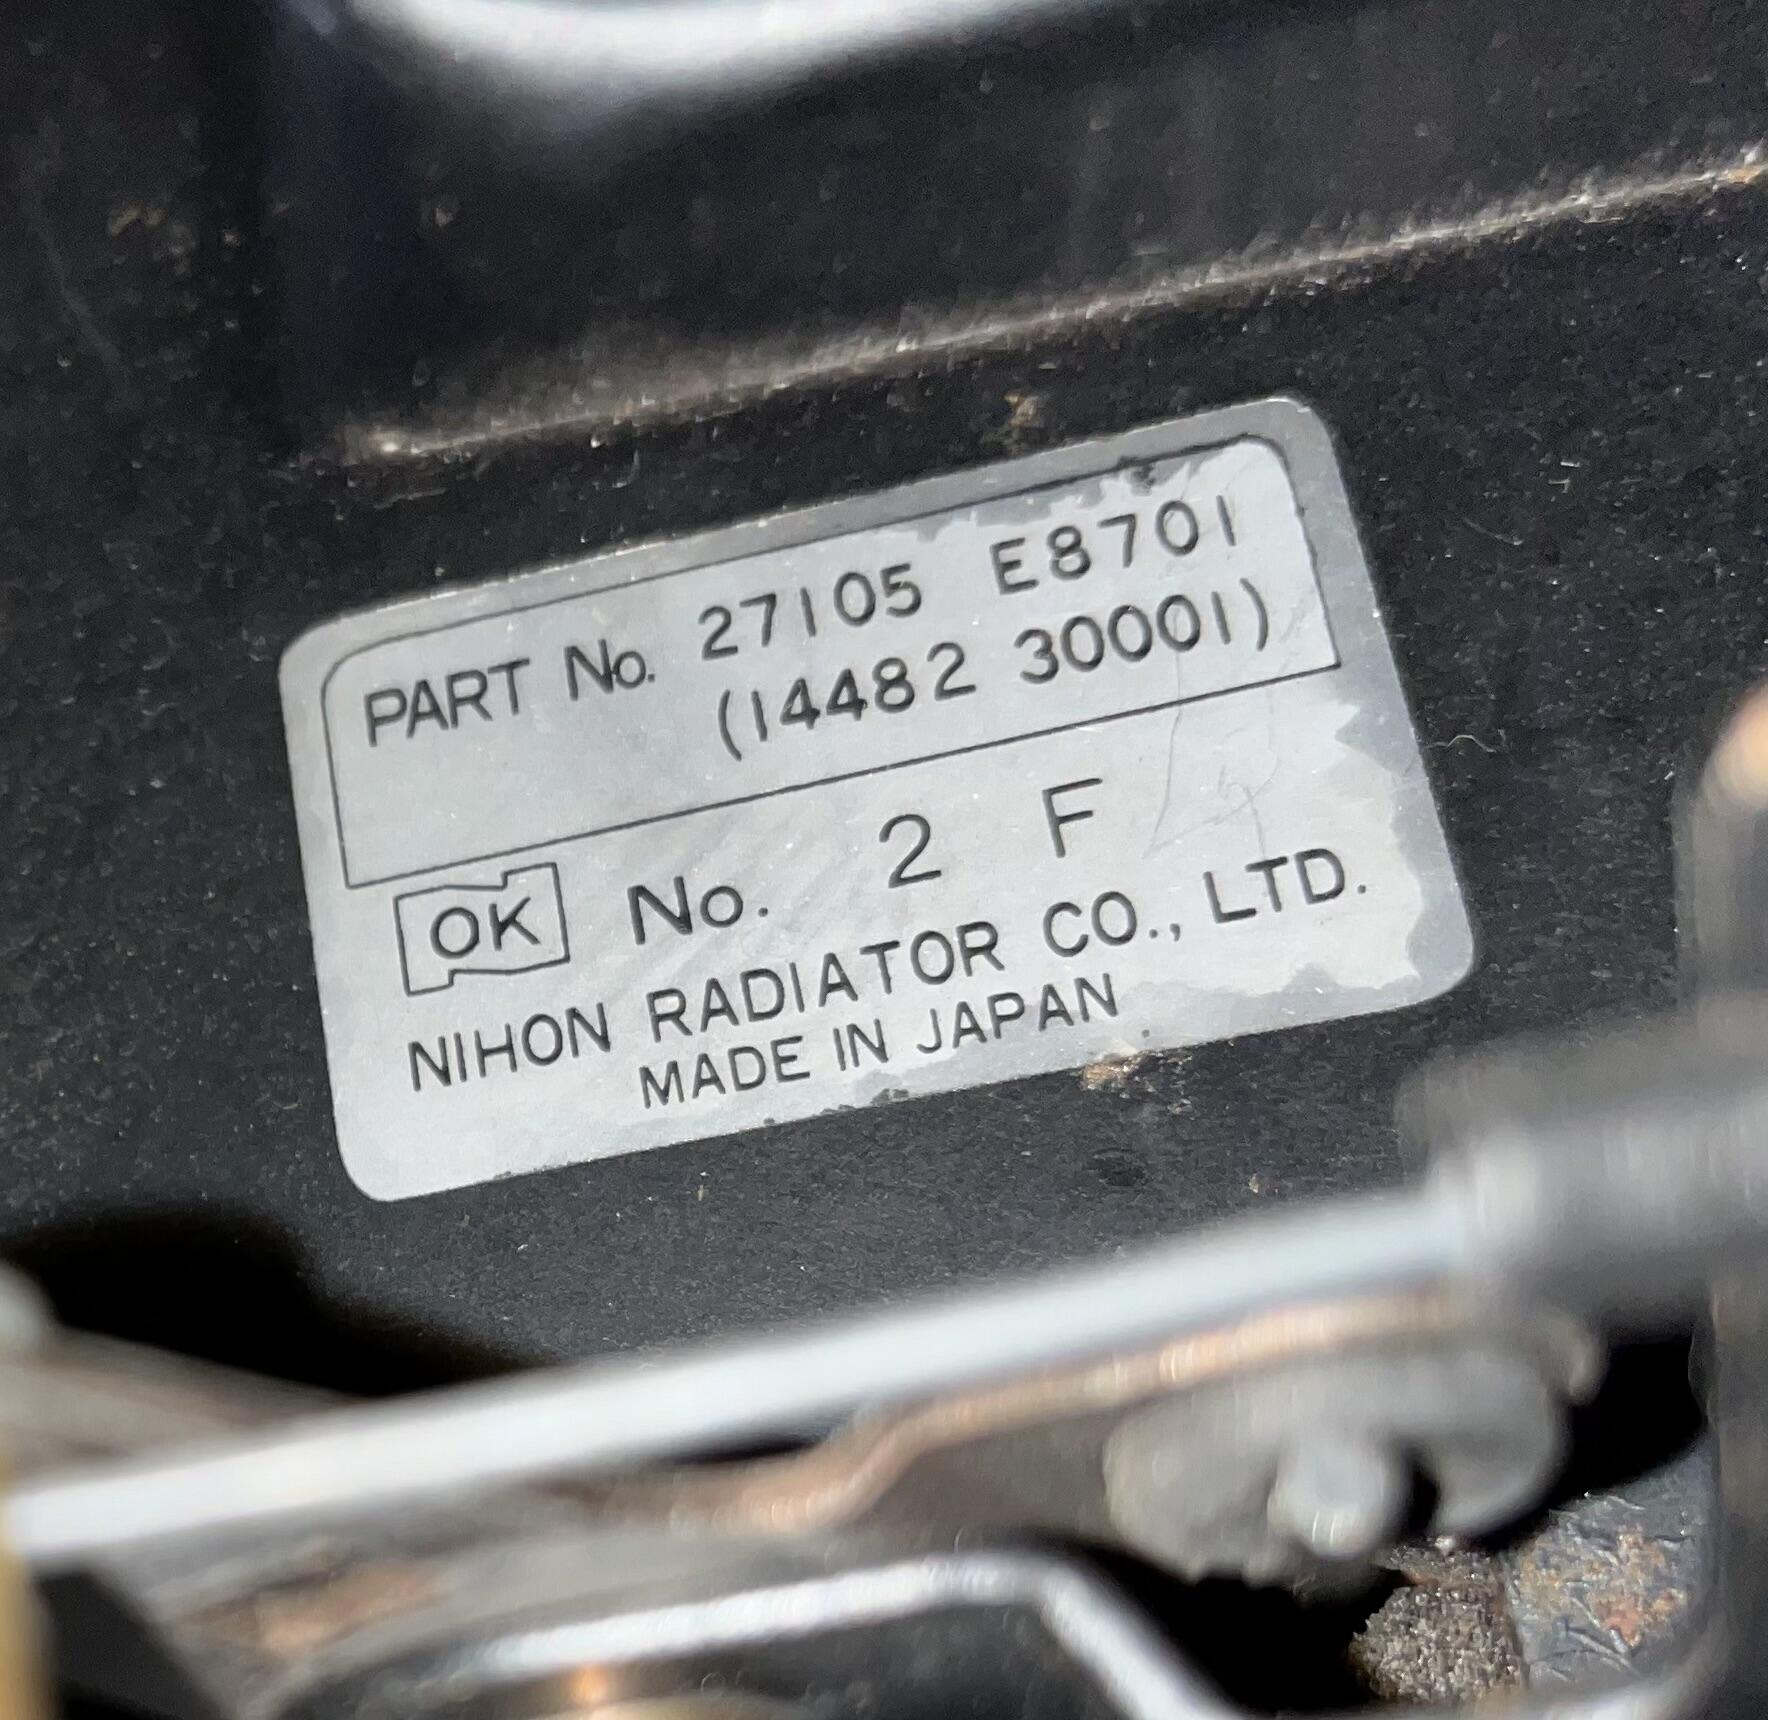 PART No. 27105 E8701
(14482 30001)
OK No. 2 F
NIHON RADIATOR CO., LTD.
MADE IN JAPAN